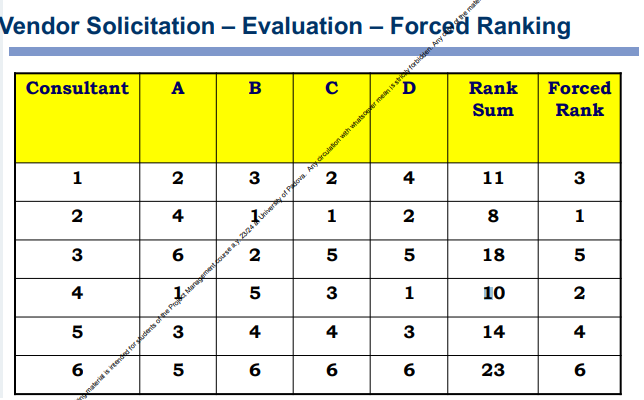 Vendor Solicitation – Evaluation – Forced Ranking
Consultant A B C D Rank Sum Forced Rank
1 2 3 2 4 11 3
2 4 1 1 2 8 1
3 6 2 5 5 18 5
4 1 5 3 1 10 2
5 3 4 4 3 14 4
6 5 6 6 6 23 6
material is intended for students of the Project Management course a.y. 23/24 at University of Padova. Any circulation with whatsoever mean is strictly forbidden. Any of the